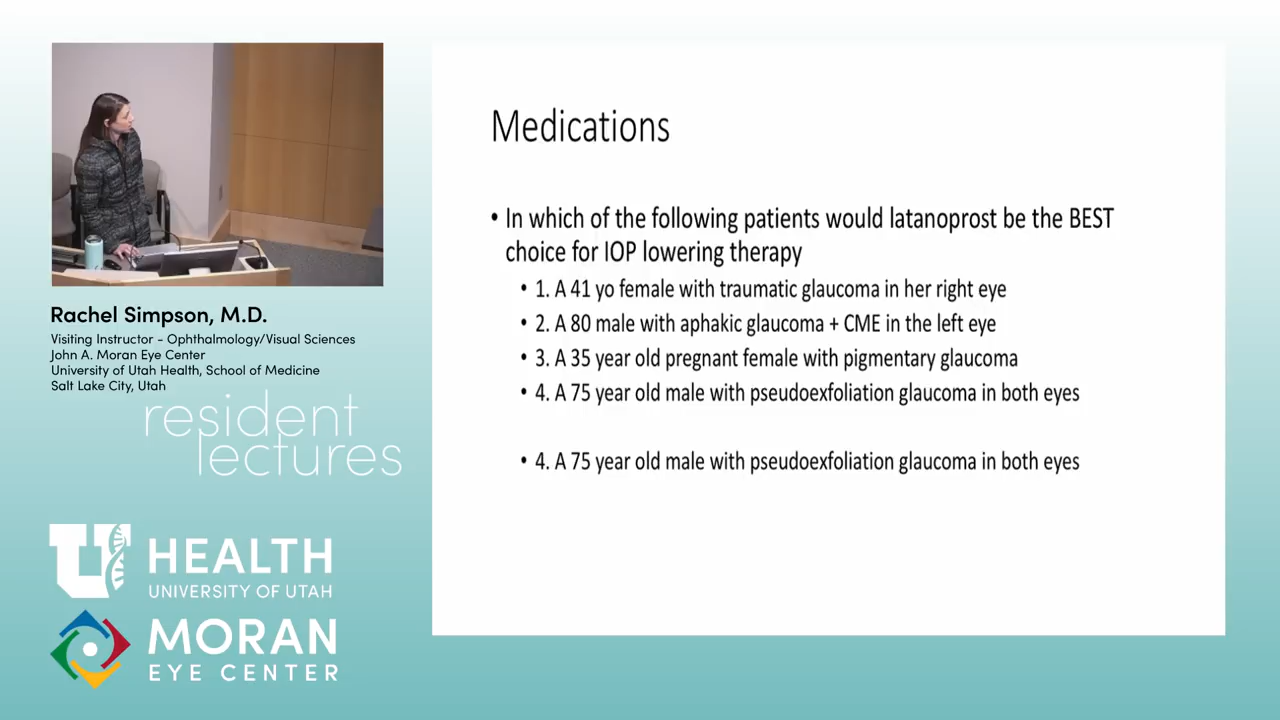 Rachel Simpson, M.D.
Visiting Instructor - Ophthalmology/Visual Sciences
John A. Moran Eye Center
University of Utah Health, School of Medicine
Salt Lake City, Utah
resident
lectures
U HEALTH
UNIVERSITY OF UTAH
MORAN
EYE CENTER
Medications
• In which of the following patients would latanoprost be the BEST
choice for IOP lowering therapy
• 1. A 41 yo female with traumatic glaucoma in her right eye
• 2. A 80 male with aphakic glaucoma + CME in the left eye
• 3. A 35 year old pregnant female with pigmentary glaucoma
• 4. A 75 year old male with pseudoexfoliation glaucoma in both eyes
• 4. A 75 year old male with pseudoexfoliation glaucoma in both eyes